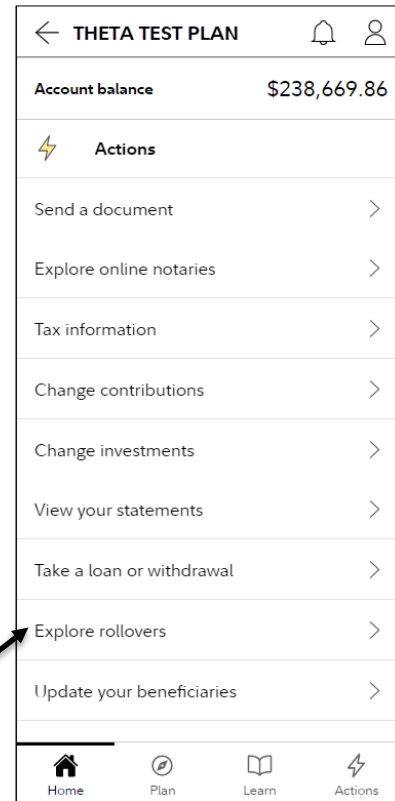 THETA TEST PLAN
Account balance $238,669.86
Actions
Send a document
Explore online notaries
Tax information
Change contributions
Change investments
View your statements
Take a loan or withdrawal
Explore rollovers
Update your beneficiaries
Home Plan Learn Actions